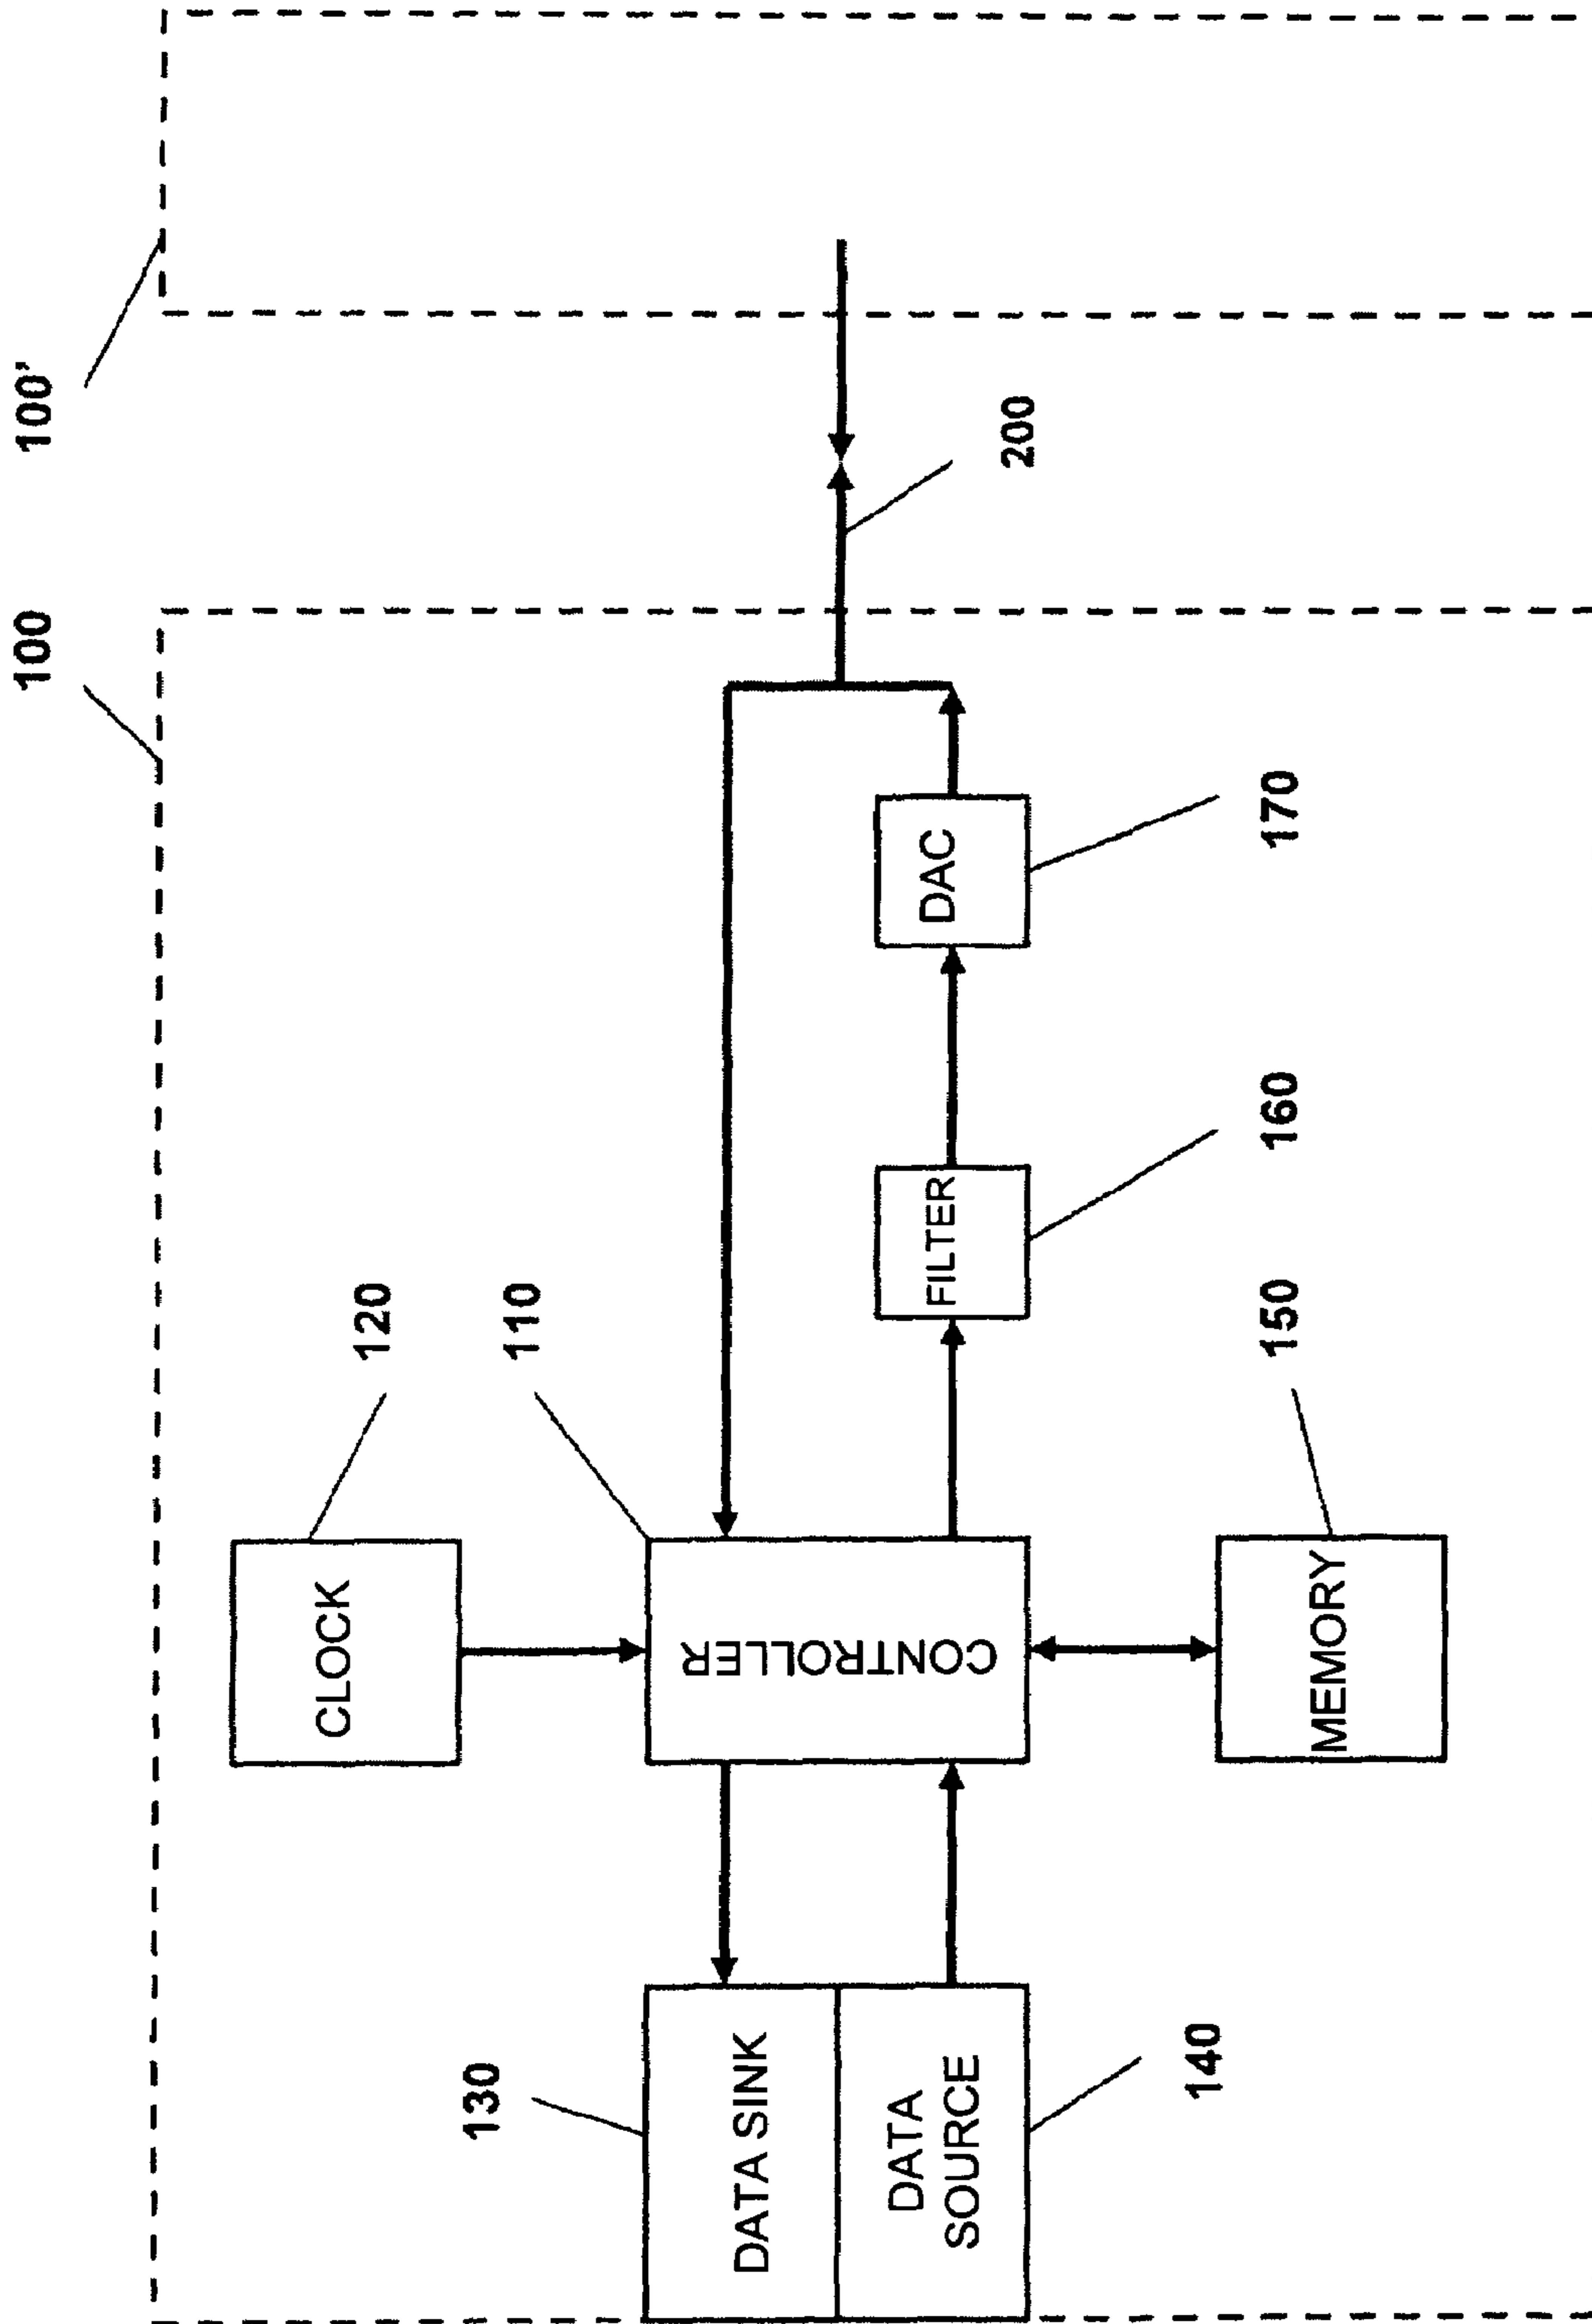 100
100'
CLOCK
120
110
130
DATA SINK
CONTROLLER
200
DATA
SOURCE
FILTER
DAC
140
MEMORY
150
160
170